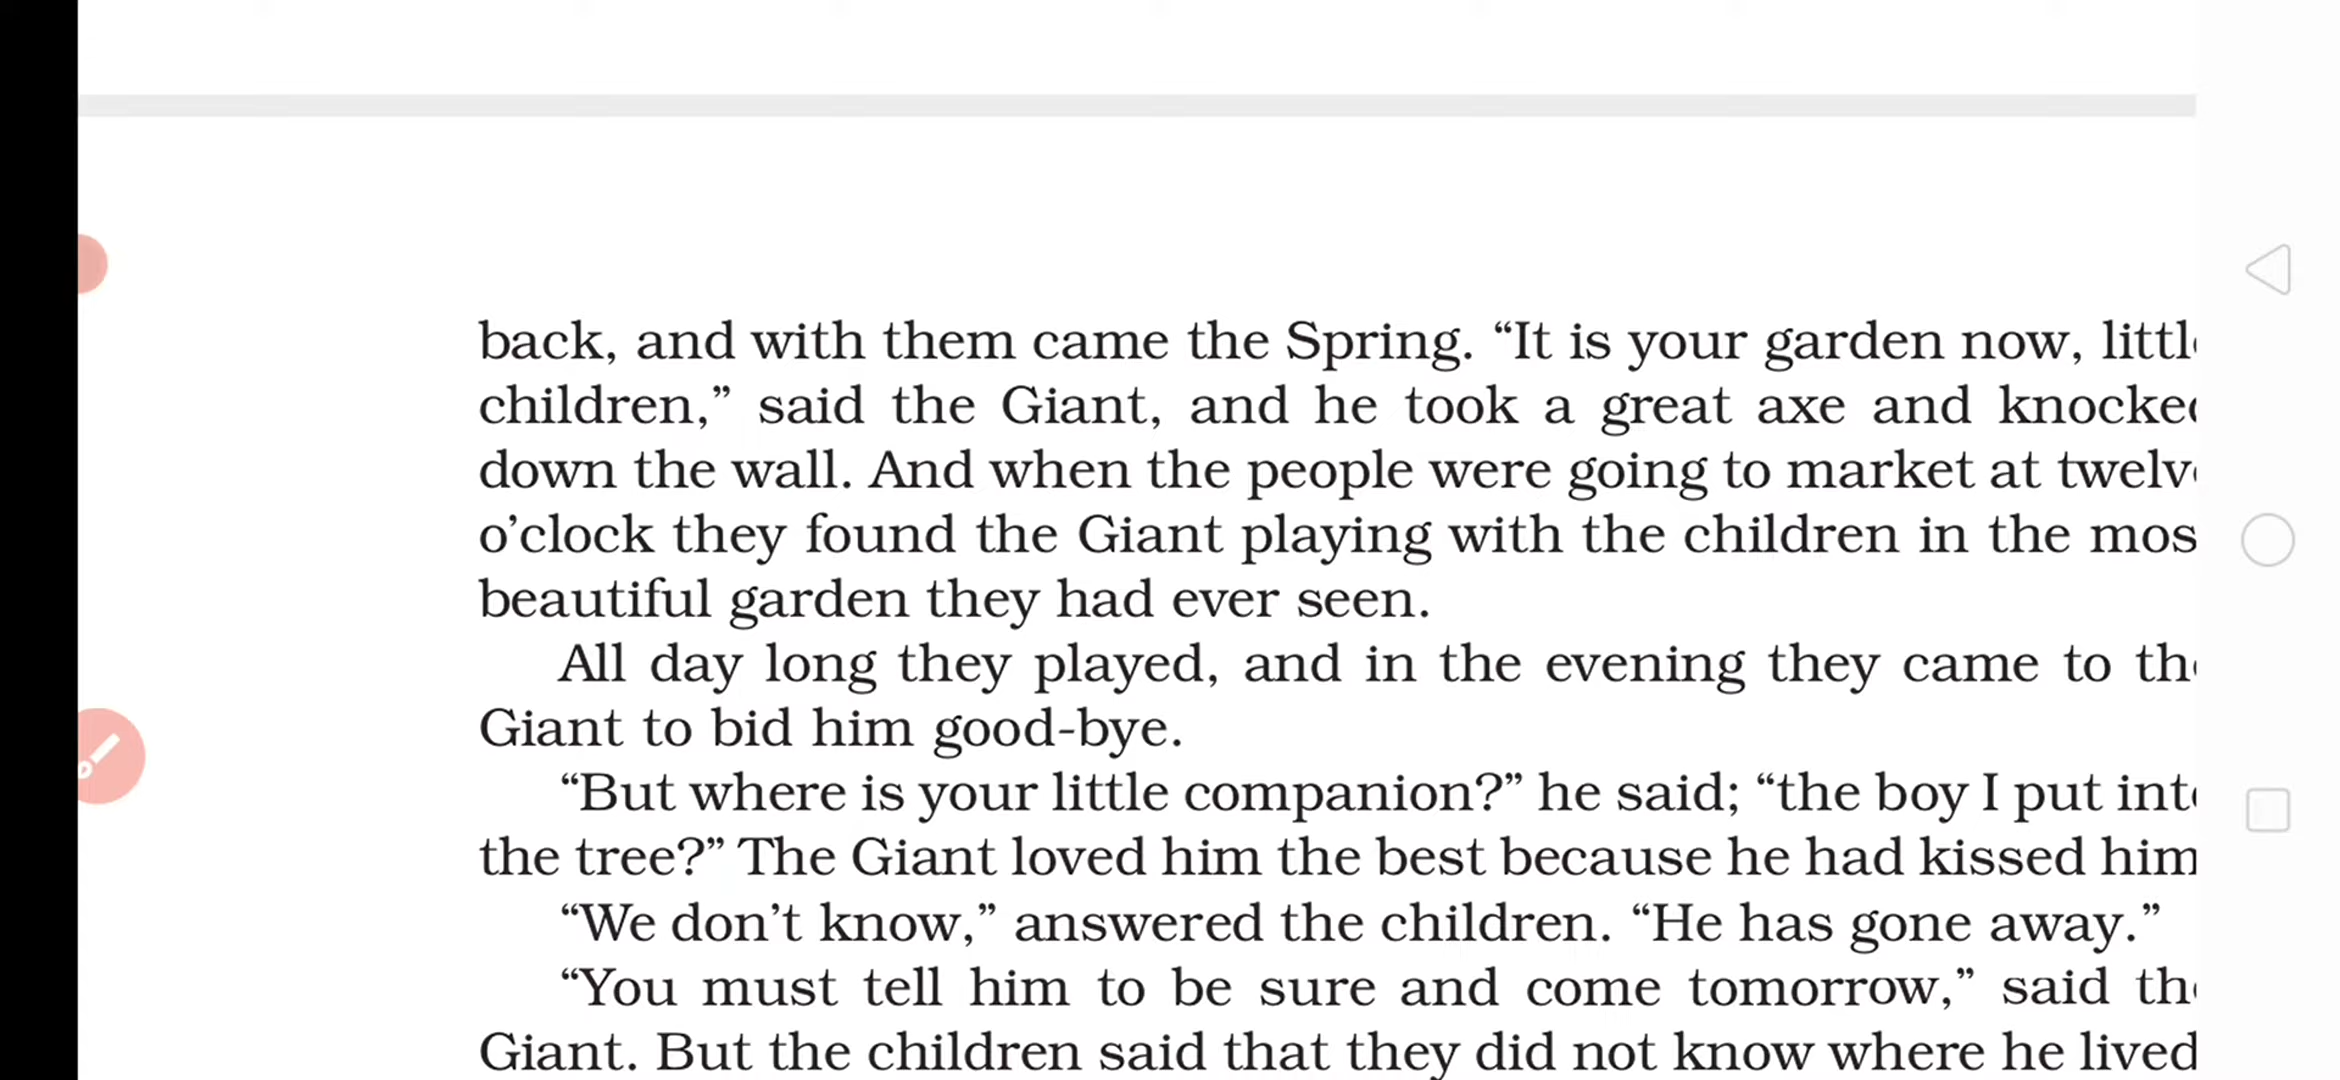 back, and with them came the Spring. “It is your garden now, little
children,” said the Giant, and he took a great axe and knocked
down the wall. And when the people were going to market at twelve
o’clock they found the Giant playing with the children in the mos
beautiful garden they had ever seen.
All day long they played, and in the evening they came to the
Giant to bid him good-bye.
“But where is your little companion?” he said; “the boy I put into
the tree?” The Giant loved him the best because he had kissed him
“We don’t know,” answered the children. “He has gone away.”
“You must tell him to be sure and come tomorrow,” said the
Giant. But the children said that they did not know where he lived